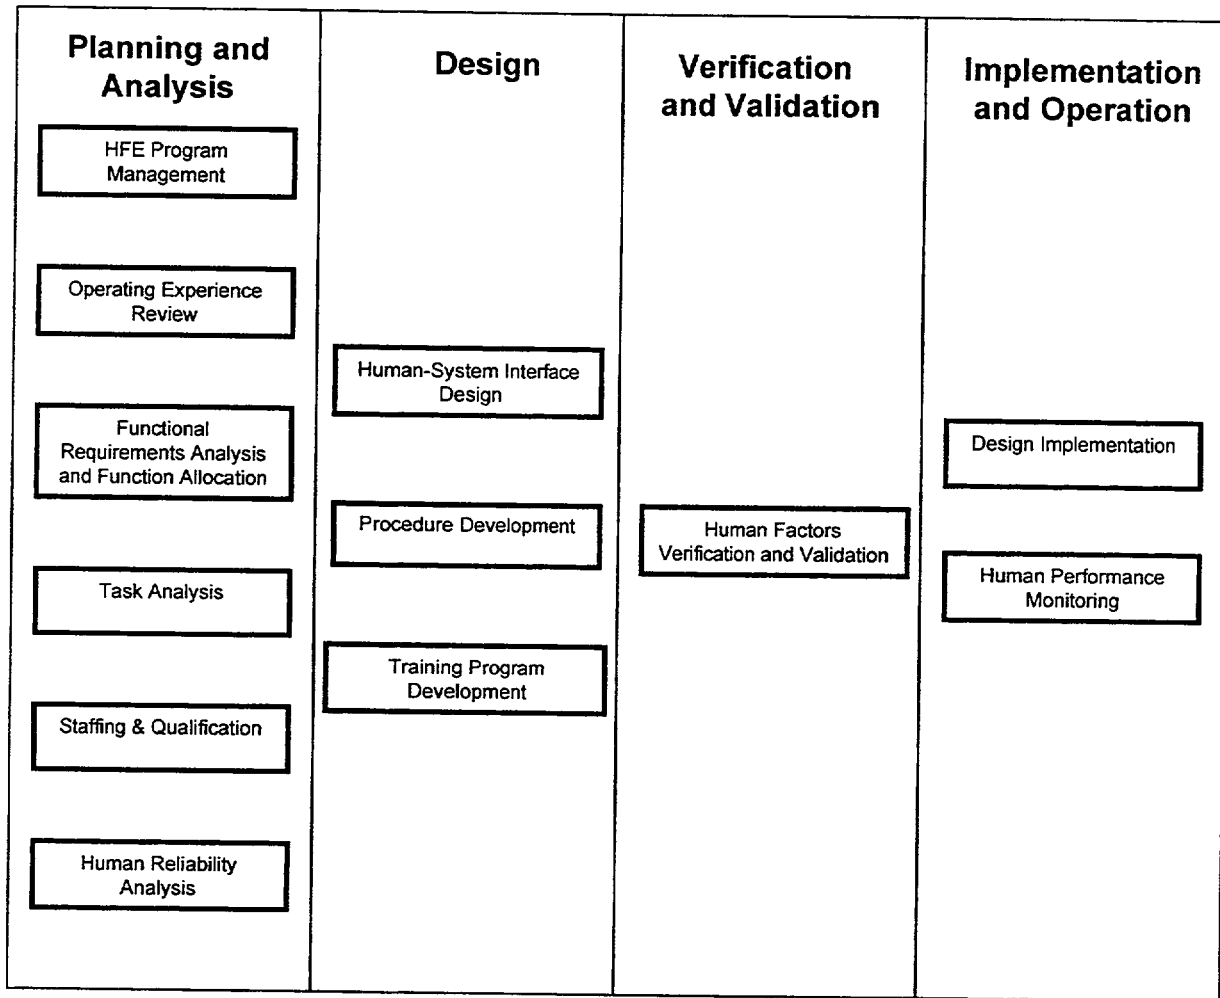 Planning and
Analysis
HFE Program
Management
Operating Experience
Review
Functional
Requirements Analysis
and Function Allocation
Task Analysis
Staffing & Qualification
Human Reliability
Analysis
Design
Human-System Interface
Design
Procedure Development
Training Program
Development
Verification
and Validation
Human Factors
Verification and Validation
Implementation
and Operation
Design Implementation
Human Performance
Monitoring